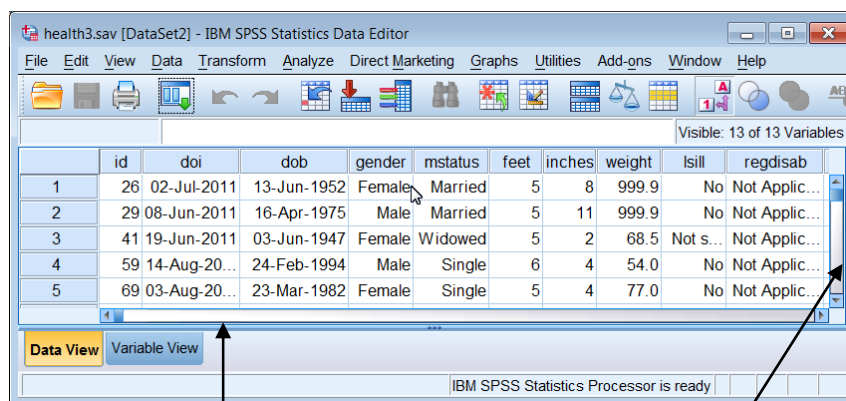 health3.sav [DataSet2] - IBM SPSS Statistics Data Editor
File Edit View Data Transform Analyze Direct Marketing Graphs Utilities Add-ons Window Help
Visible: 13 of 13 Variables
id doi dob gender mstatus feet inches weight lsill regdisab
1 26 02-Jul-2011 13-Jun-1952 Female Married 5 8 999.9 No Not Applic...
2 29 08-Jun-2011 16-Apr-1975 Male Married 5 11 999.9 No Not Applic...
3 41 19-Jun-2011 03-Jun-1947 Female Widowed 5 2 68.5 Not s... Not Applic...
4 59 14-Aug-20... 24-Feb-1994 Male Single 6 4 54.0 No Not Applic...
5 69 03-Aug-20... 23-Mar-1982 Female Single 5 4 77.0 No Not Applic...
Data View Variable View
IBM SPSS Statistics Processor is ready